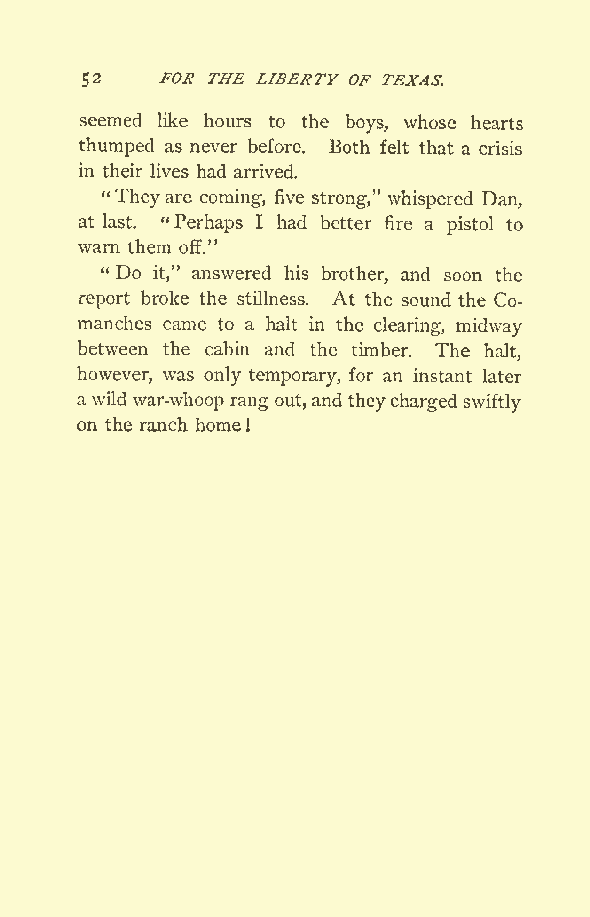 52 FOR THE LIBERTY OF TEXAS.
seemed like hours to the boys, whose hearts
thumped as never before. Both felt that a crisis
in their lives had arrived.
"They are coming, five strong," whispered Dan,
at last. "Perhaps I had better fire a pistol to
warn them off."
"Do it," answered his brother, and soon the
report broke the stillness. At the sound the Co-
manches came to a halt in the clearing, midway
between the cabin and the timber. The halt,
however, was only temporary, for an instant later
a wild war-whoop rang out, and they charged swiftly
on the ranch home!